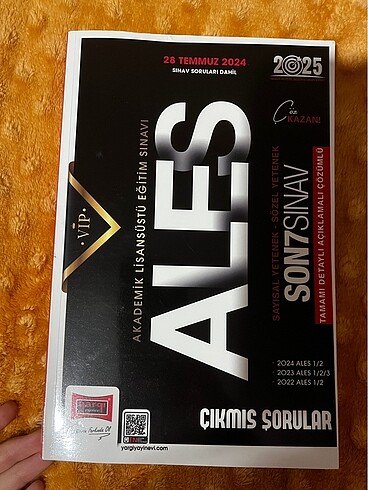 28 TEMMUZ 2024
SINAV SORULARI DAHİL
2025
Çöz
KAZAN!
VİP
AKADEMİK LİSANSÜSTÜ EĞİTİM SINAVI
ALES
SAYISAL YETENEK - SÖZEL YETENEK
SON7SINAV
TAMAMI DETAYLI AÇIKLAMALI ÇÖZÜMLÜ
· 2024 ALES 1/2
· 2023 ALES 1/2/3
· 2022 ALES 1/2
ÇIKMIŞ SORULAR
yargı
yargiyayinevi.com